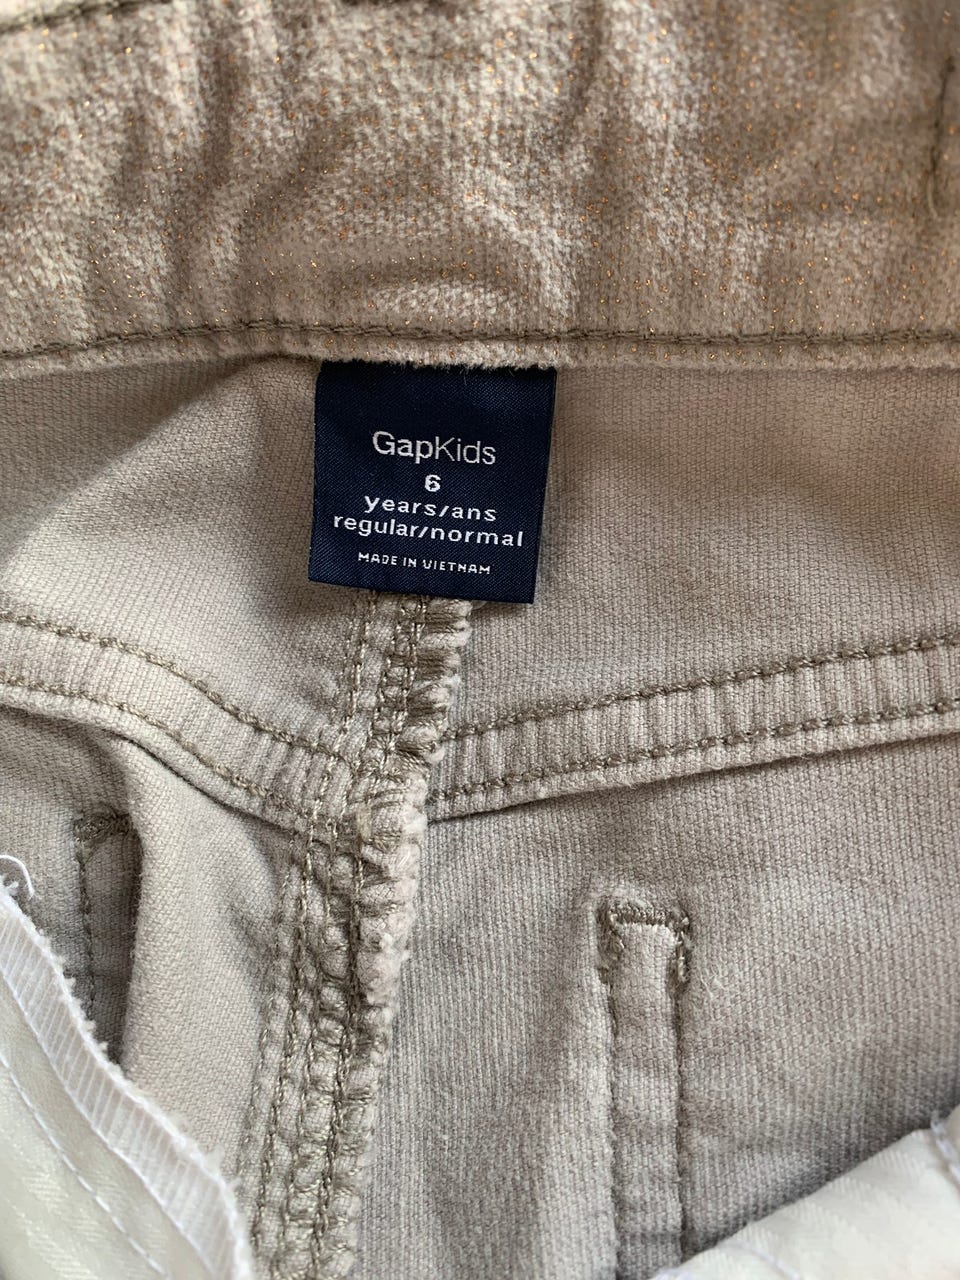 GapKids
6
years/ans
regular/normal
MADE IN VIETNAM